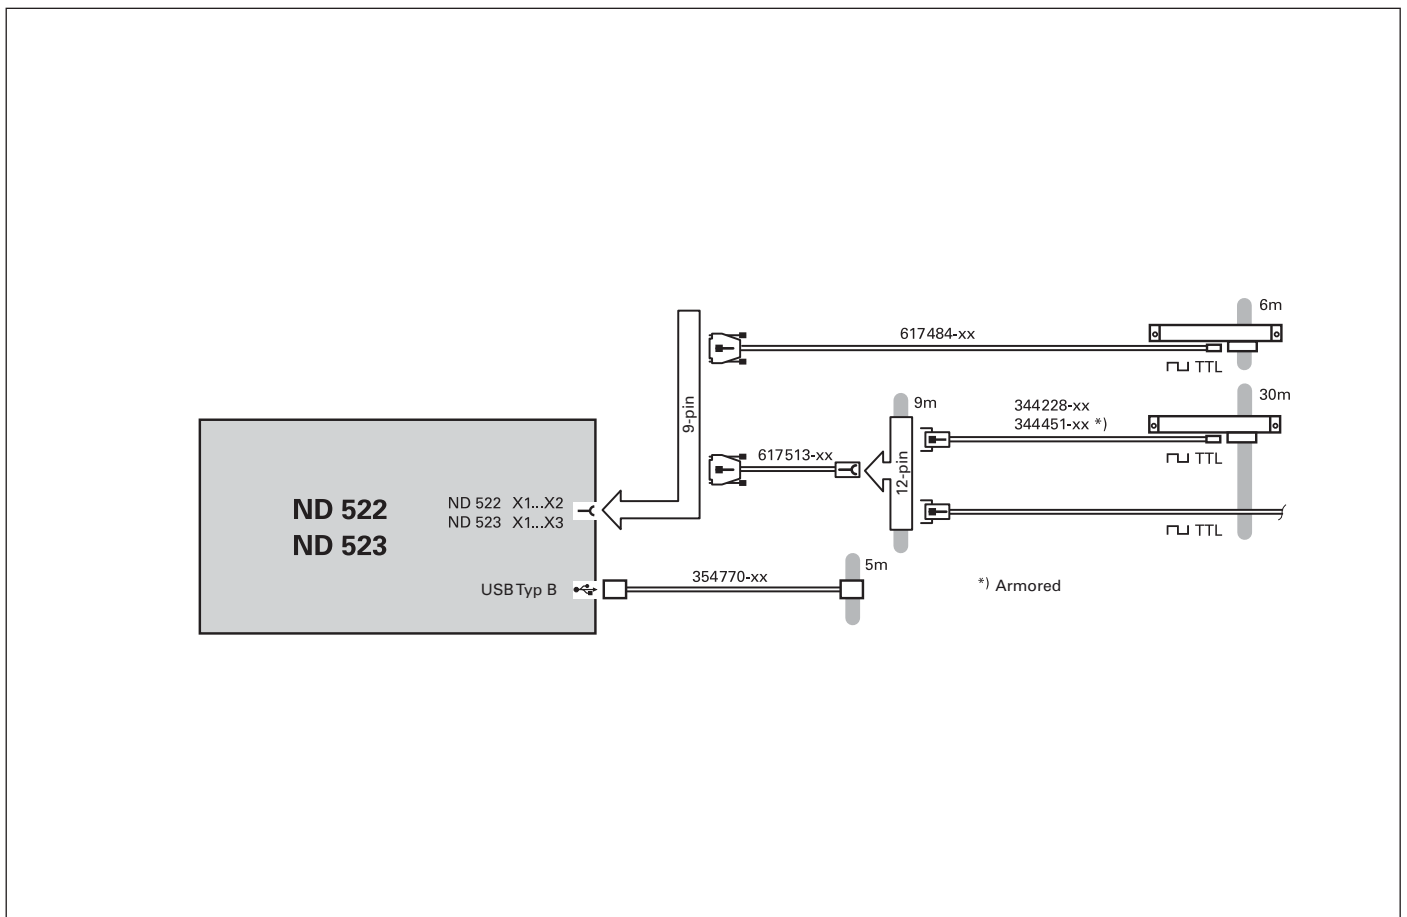 6m
617484-xx
TTL
9-pin
9m
344228-xx
30m
344451-xx *)
617513-xx
12-pin
TTL
ND 522
ND 523
ND 522 X1...X2
ND 523 X1...X3
TTL
5m
354770-xx
USB Typ B
*) Armored